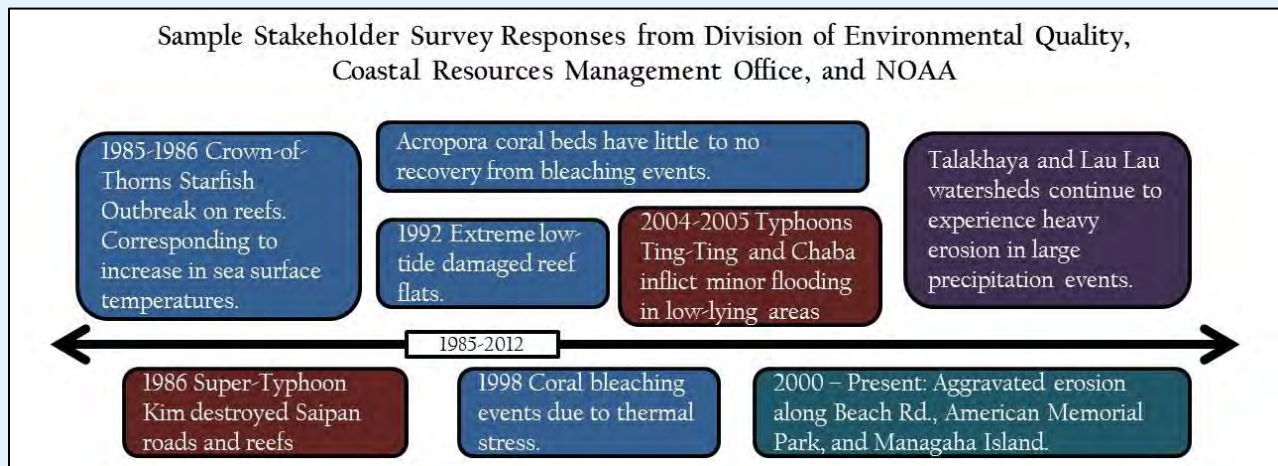 Sample Stakeholder Survey Responses from Division of Environmental Quality,
Coastal Resources Management Office, and NOAA
1985-1986 Crown-of-
Thorns Starfish
Outbreak on reefs.
Corresponding to
increase in sea surface
temperatures.
Acropora coral beds have little to no
recovery from bleaching events.
1992 Extreme low-
tide damaged reef
flats.
2004-2005 Typhoons
Ting-Ting and Chaba
inflict minor flooding
in low-lying areas
Talakhaya and Lau Lau
watersheds continue to
experience heavy
erosion in large
precipitation events.
1985-2012
1986 Super-Typhoon
Kim destroyed Saipan
roads and reefs
1998 Coral bleaching
events due to thermal
stress.
2000 – Present: Aggravated erosion
along Beach Rd., American Memorial
Park, and Managaha Island.